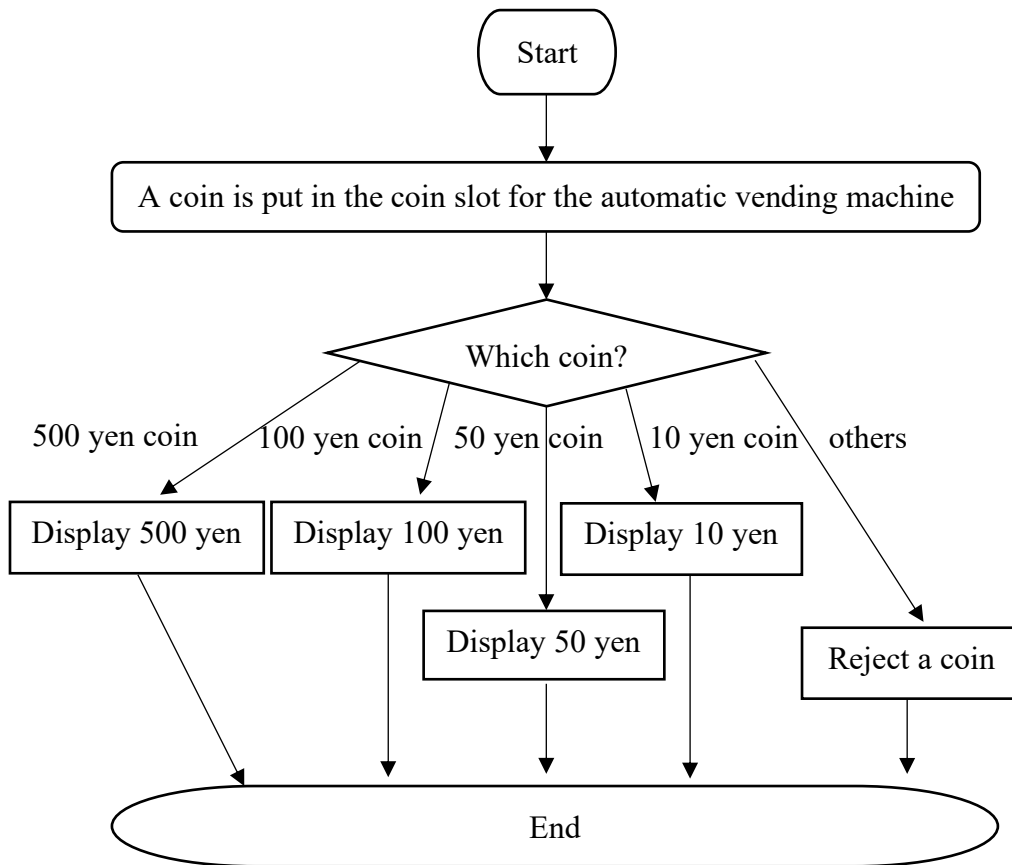 Start
A coin is put in the coin slot for the automatic vending machine
Which coin?
500 yen coin
100 yen coin
50 yen coin
10 yen coin
others
Display 500 yen
Display 100 yen
Display 10 yen
Display 50 yen
Reject a coin
End